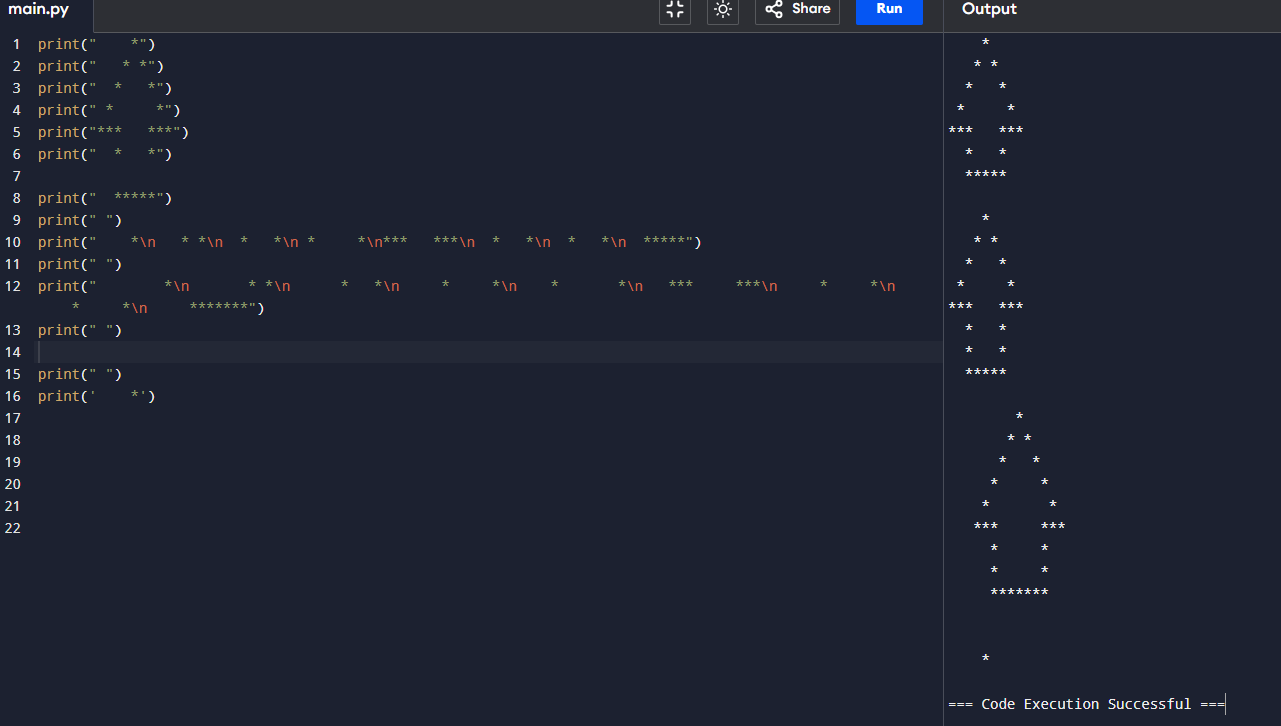 main.py
Share
Run
Output
1 print("    *")
2 print("   * *")
3 print("  *   *")
4 print(" *     *")
5 print("***   ***")
6 print("  *   *")
7
8 print("  *****")
9 print(" ")
10 print("    *\n   * *\n  *   *\n *     *\n***   ***\n  *   *\n  *   *\n  *****")
11 print(" ")
12 print("        *\n       * *\n      *   *\n     *     *\n    *       *\n   ***     ***\n     *     *\n
    *     *\n     *******")
13 print(" ")
14
15 print(" ")
16 print('    *')
17
18
19
20
21
22
    *
   * *
  *   *
 *     *
***   ***
  *   *
  *****
    *
   * *
  *   *
 *     *
***   ***
  *   *
  *   *
  *****
        *
       * *
      *   *
     *     *
    *       *
   ***     ***
     *     *
     *     *
     *******
    *
=== Code Execution Successful ===